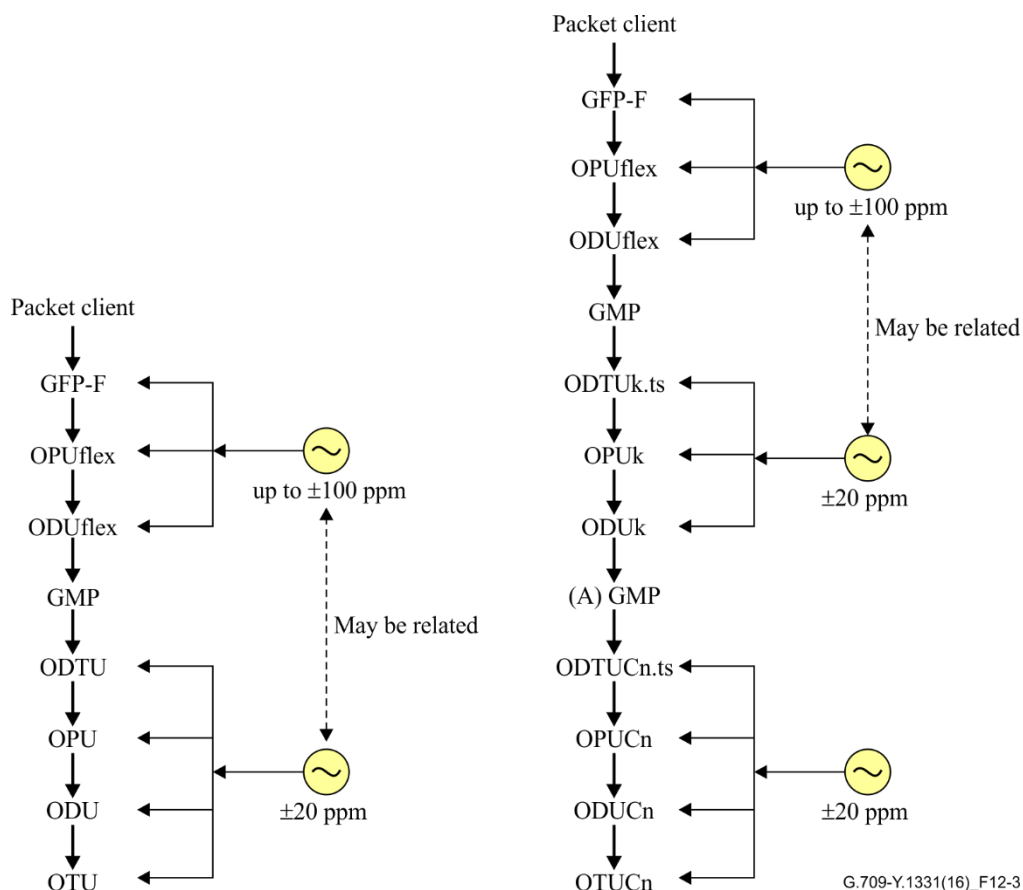 Packet client
GFP-F
OPUflex
up to ±100 ppm
ODUflex
GMP
May be related
ODTU
OPU
ODU
±20 ppm
OTU
Packet client
GFP-F
OPUflex
up to ±100 ppm
ODUflex
GMP
May be related
ODTUk.ts
OPUk
±20 ppm
ODUk
(A) GMP
ODTUCn.ts
OPUCn
ODUCn
±20 ppm
OTUCn
G.709-Y.1331(16)_F12-3